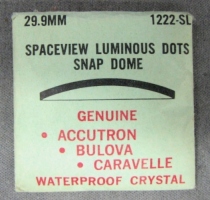 29.9MM 1222-SL
SPACEVIEW LUMINOUS DOTS
SNAP DOME
GENUINE
• ACCUTRON
• BULOVA
• CARAVELLE
WATERPROOF CRYSTAL